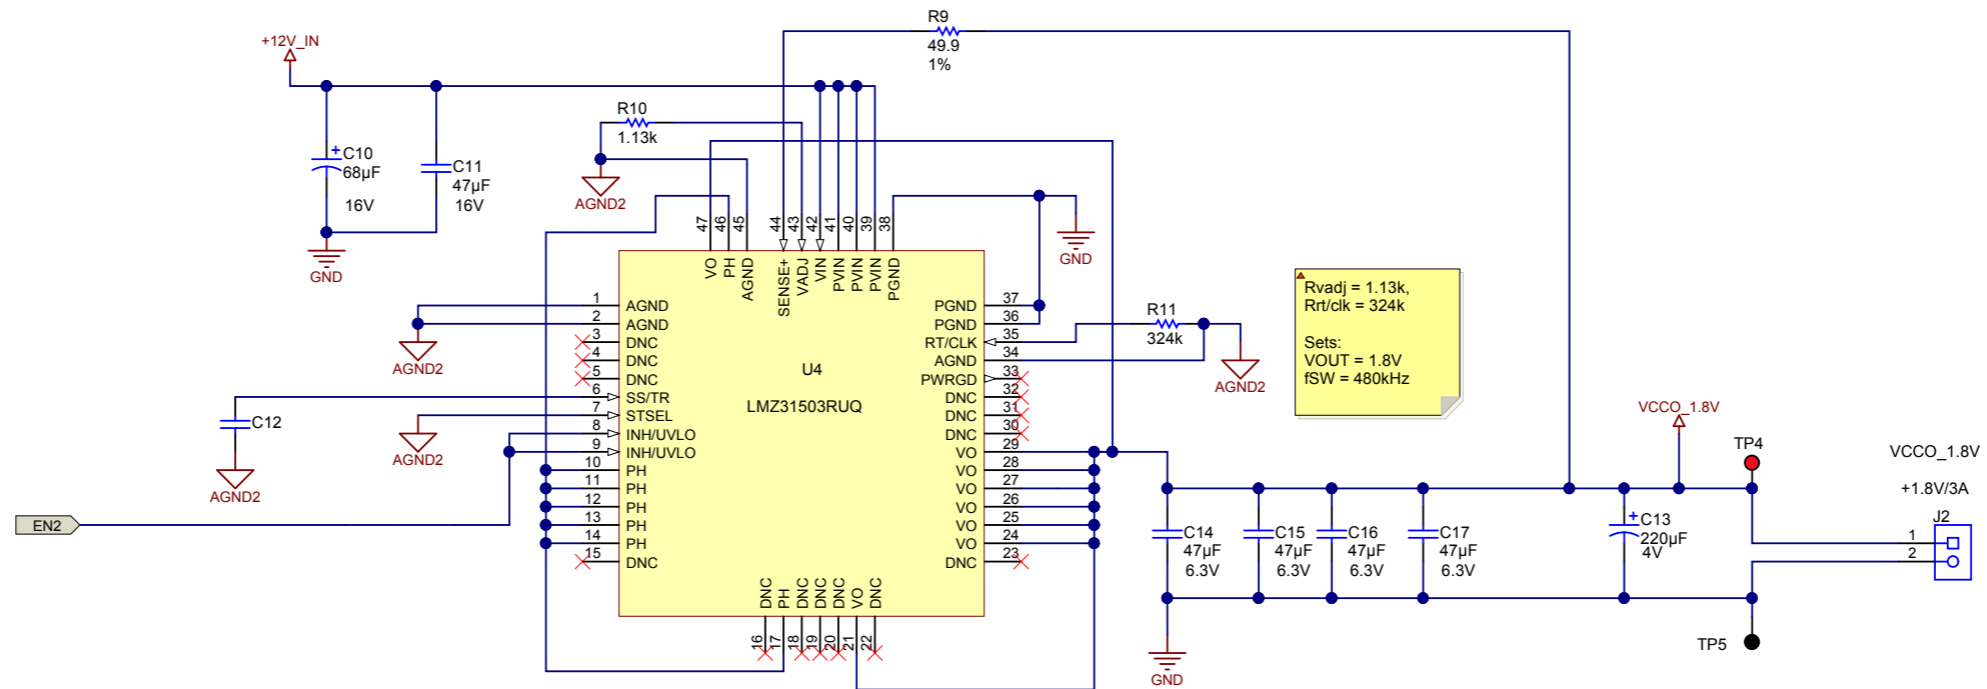 R9
49.9
1%
+12V_IN
R10
1.13k
+ C10
68µF
16V
C11
47µF
16V
AGND2
GND
47 46 45 44 43 42 41 40 39 38
VO PH AGND SENSE+ VADJ VIN PVIN PVIN PVIN PGND
GND
1 AGND
2 AGND
3 DNC
4 DNC
5 DNC
6 SS/TR
7 STSEL
8 INH/UVLO
9 INH/UVLO
10 PH
11 PH
12 PH
13 PH
14 PH
15 DNC
U4
LMZ31503RUQ
PGND 37
PGND 36
RT/CLK 35
AGND 34
PWRGD 33
DNC 32
DNC 31
DNC 30
VO 29
VO 28
VO 27
VO 26
VO 25
VO 24
DNC 23
DNC PH DNC DNC DNC VO DNC
16 17 18 19 20 21 22
AGND2
AGND2
C12
AGND2
EN2
R11
324k
AGND2
Rvadj = 1.13k,
Rrt/clk = 324k
Sets:
VOUT = 1.8V
fSW = 480kHz
VCCO_1.8V
TP4
VCCO_1.8V
+1.8V/3A
J2
1
2
C14
47µF
6.3V
C15
47µF
6.3V
C16
47µF
6.3V
C17
47µF
6.3V
+ C13
220µF
4V
TP5
GND